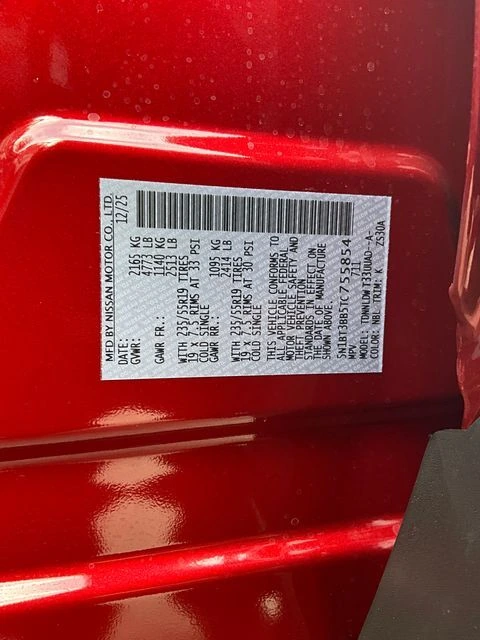 MFD BY NISSAN MOTOR CO., LTD.
DATE: 12/25
GVWR: 2165 KG
4773 LB
GAWR FR.: 1140 KG
2513 LB
WITH 235/55R19 TIRES
19 X 7.5 RIMS AT 33 PSI
COLD SINGLE
GAWR RR.: 1095 KG
2414 LB
WITH 235/55R19 TIRES
19 X 7.5 RIMS AT 30 PSI
COLD SINGLE
THIS VEHICLE CONFORMS TO
ALL APPLICABLE FEDERAL
MOTOR VEHICLE SAFETY AND
THEFT PREVENTION
STANDARDS IN EFFECT ON
THE DATE OF MANUFACTURE
SHOWN ABOVE.
5N1BT3BB5TC755854
MPV 711
MODEL: TDWNLDWT33UUAD--A-
COLOR: NBL TRIM: K Z530A